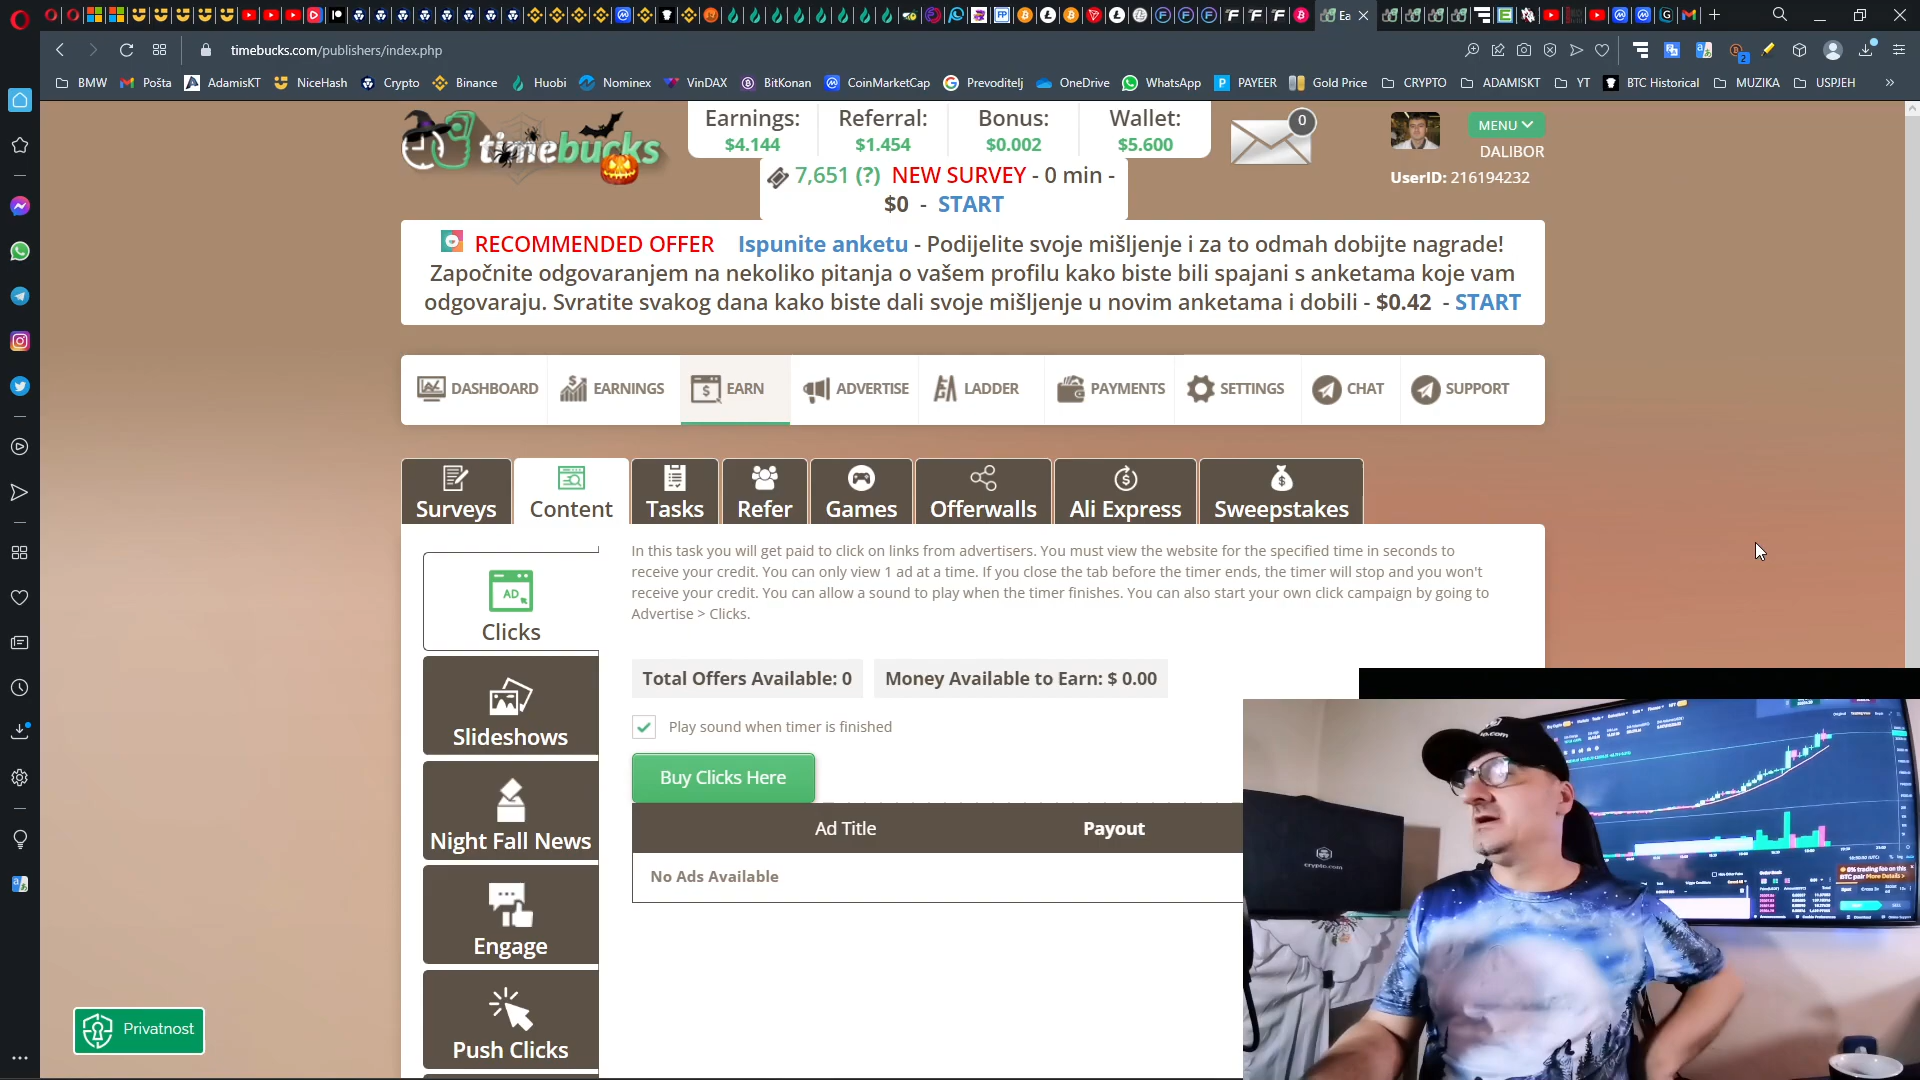 Ea
timebucks.com/publishers/index.php
2
BMW Pošta AdamisKT NiceHash Crypto Binance Huobi Nominex VinDAX BitKonan CoinMarketCap Prevoditelj OneDrive WhatsApp PAYEER Gold Price CRYPTO ADAMISKT YT BTC Historical MUZIKA USPJEH »
timebucks
Earnings: Referral: Bonus: Wallet:
$4.144 $1.454 $0.002 $5.600
0
MENU
DALIBOR
UserID: 216194232
7,651 (?) NEW SURVEY - 0 min -
$0 - START
RECOMMENDED OFFER Ispunite anketu - Podijelite svoje mišljenje i za to odmah dobijte nagrade!
Započnite odgovaranjem na nekoliko pitanja o vašem profilu kako biste bili spajani s anketama koje vam
odgovaraju. Svratite svakog dana kako biste dali svoje mišljenje u novim anketama i dobili - $0.42 - START
DASHBOARD EARNINGS EARN ADVERTISE LADDER PAYMENTS SETTINGS CHAT SUPPORT
Surveys Content Tasks Refer Games Offerwalls Ali Express Sweepstakes
In this task you will get paid to click on links from advertisers. You must view the website for the specified time in seconds to
receive your credit. You can only view 1 ad at a time. If you close the tab before the timer ends, the timer will stop and you won't
receive your credit. You can allow a sound to play when the timer finishes. You can also start your own click campaign by going to
Advertise > Clicks.
AD
Clicks
Slideshows
Night Fall News
Engage
Push Clicks
Total Offers Available: 0 Money Available to Earn: $ 0.00
Play sound when timer is finished
Buy Clicks Here
Ad Title Payout
No Ads Available
crypto.com
Privatnost